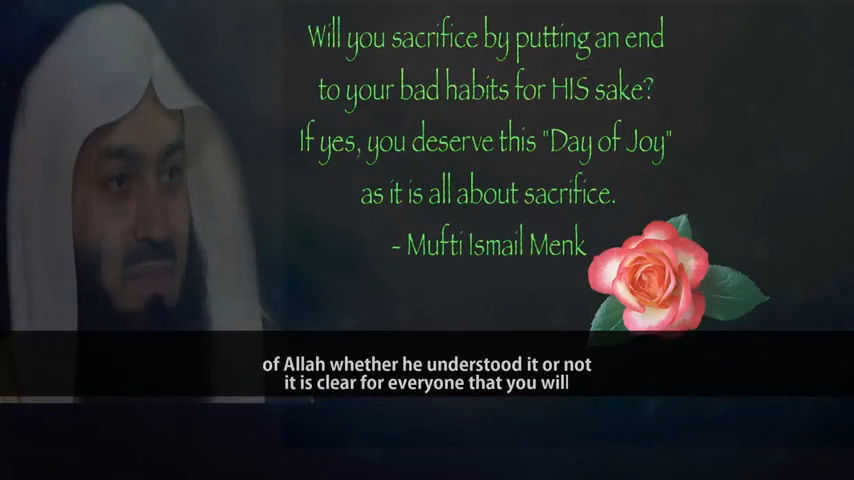 Will you sacrifice by putting an end
to your bad habits for HIS sake?
If yes, you deserve this "Day of Joy"
as it is all about sacrifice.
- Mufti Ismail Menk
of Allah whether he understood it or not
it is clear for everyone that you will